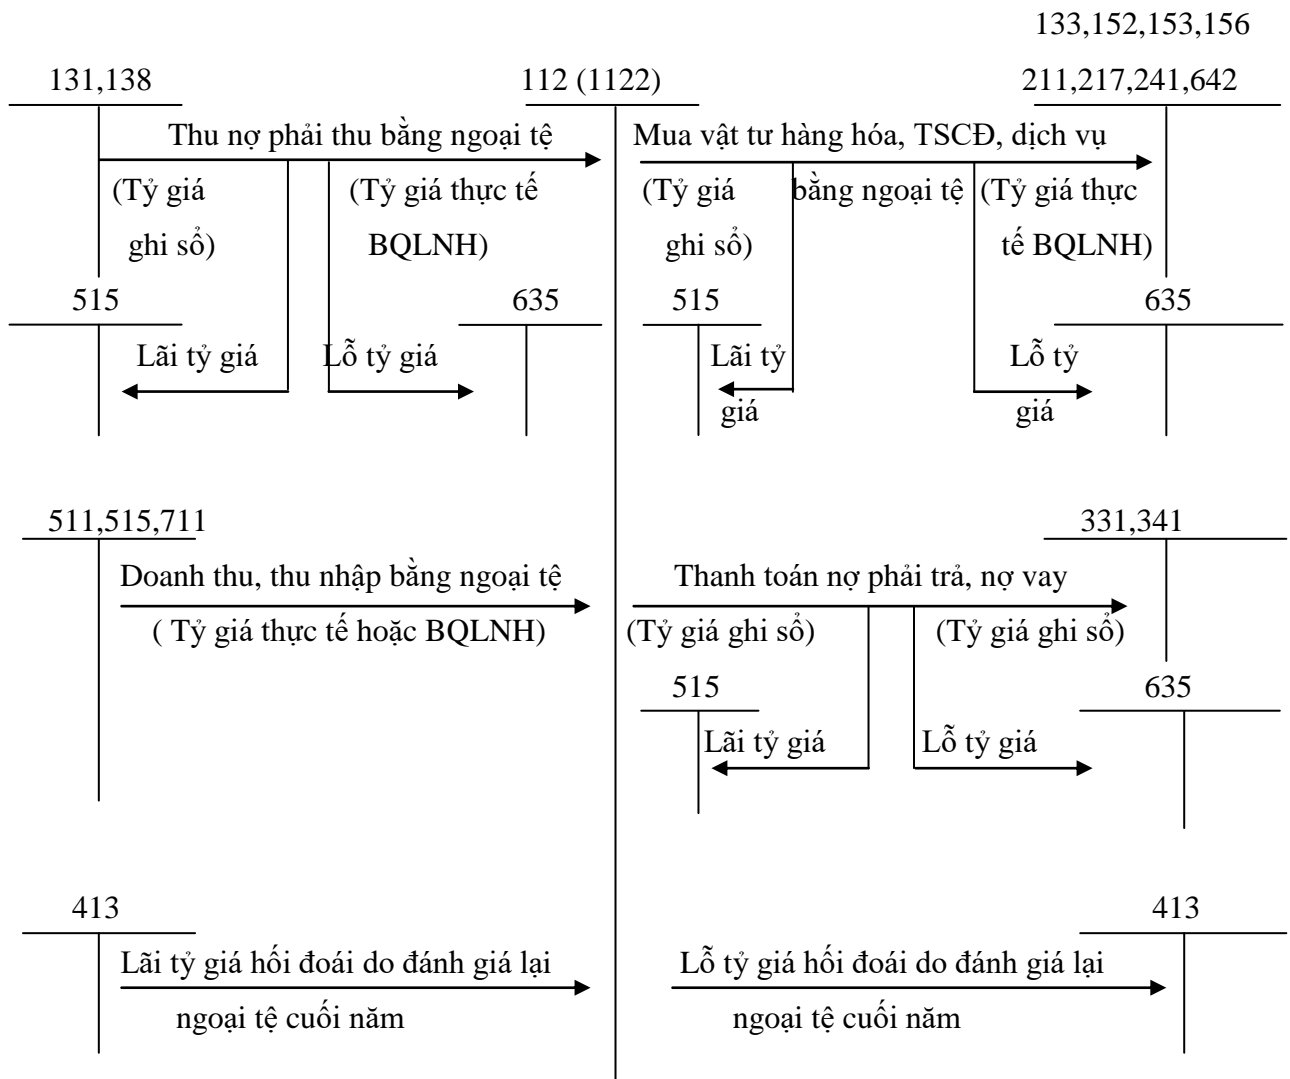 133,152,153,156
131,138
112 (1122)
211,217,241,642
Thu nợ phải thu bằng ngoại tệ
Mua vật tư hàng hóa, TSCĐ, dịch vụ
(Tỷ giá
(Tỷ giá thực tế
(Tỷ giá
bằng ngoại tệ
(Tỷ giá thực
ghi sổ)
BQLNH)
ghi sổ)
tế BQLNH)
515
635
515
635
Lãi tỷ giá
Lỗ tỷ giá
Lãi tỷ
Lỗ tỷ
giá
giá
511,515,711
331,341
Doanh thu, thu nhập bằng ngoại tệ
Thanh toán nợ phải trả, nợ vay
( Tỷ giá thực tế hoặc BQLNH)
(Tỷ giá ghi sổ)
(Tỷ giá ghi sổ)
515
635
Lãi tỷ giá
Lỗ tỷ giá
413
413
Lãi tỷ giá hối đoái do đánh giá lại
Lỗ tỷ giá hối đoái do đánh giá lại
ngoại tệ cuối năm
ngoại tệ cuối năm